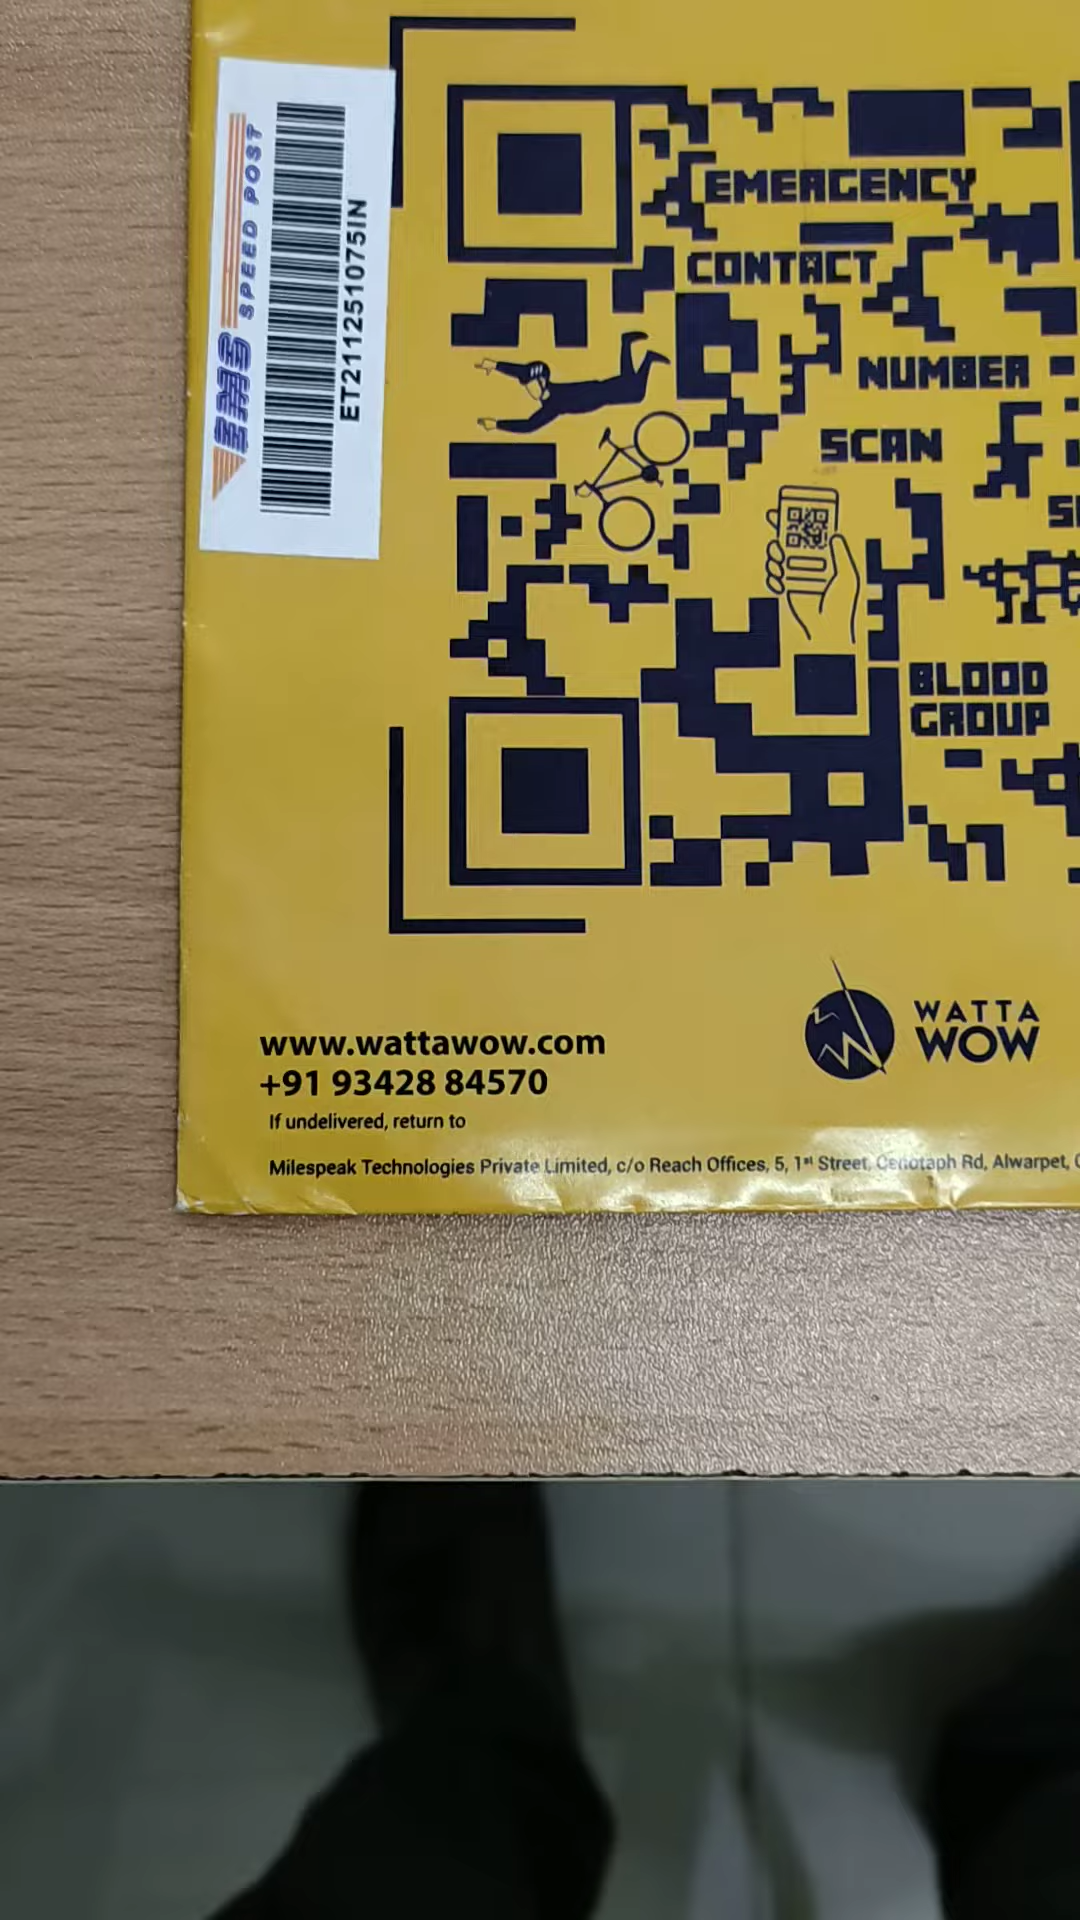 EMS SPEED POST
ET211251075IN
EMERGENCY
CONTACT
NUMBER
SCAN
BLOOD
GROUP
WATTA
WOW
www.wattawow.com
+91 93428 84570
If undelivered, return to
Milespeak Technologies Private Limited, c/o Reach Offices, 5, 1st Street, Cenotaph Rd, Alwarpet,